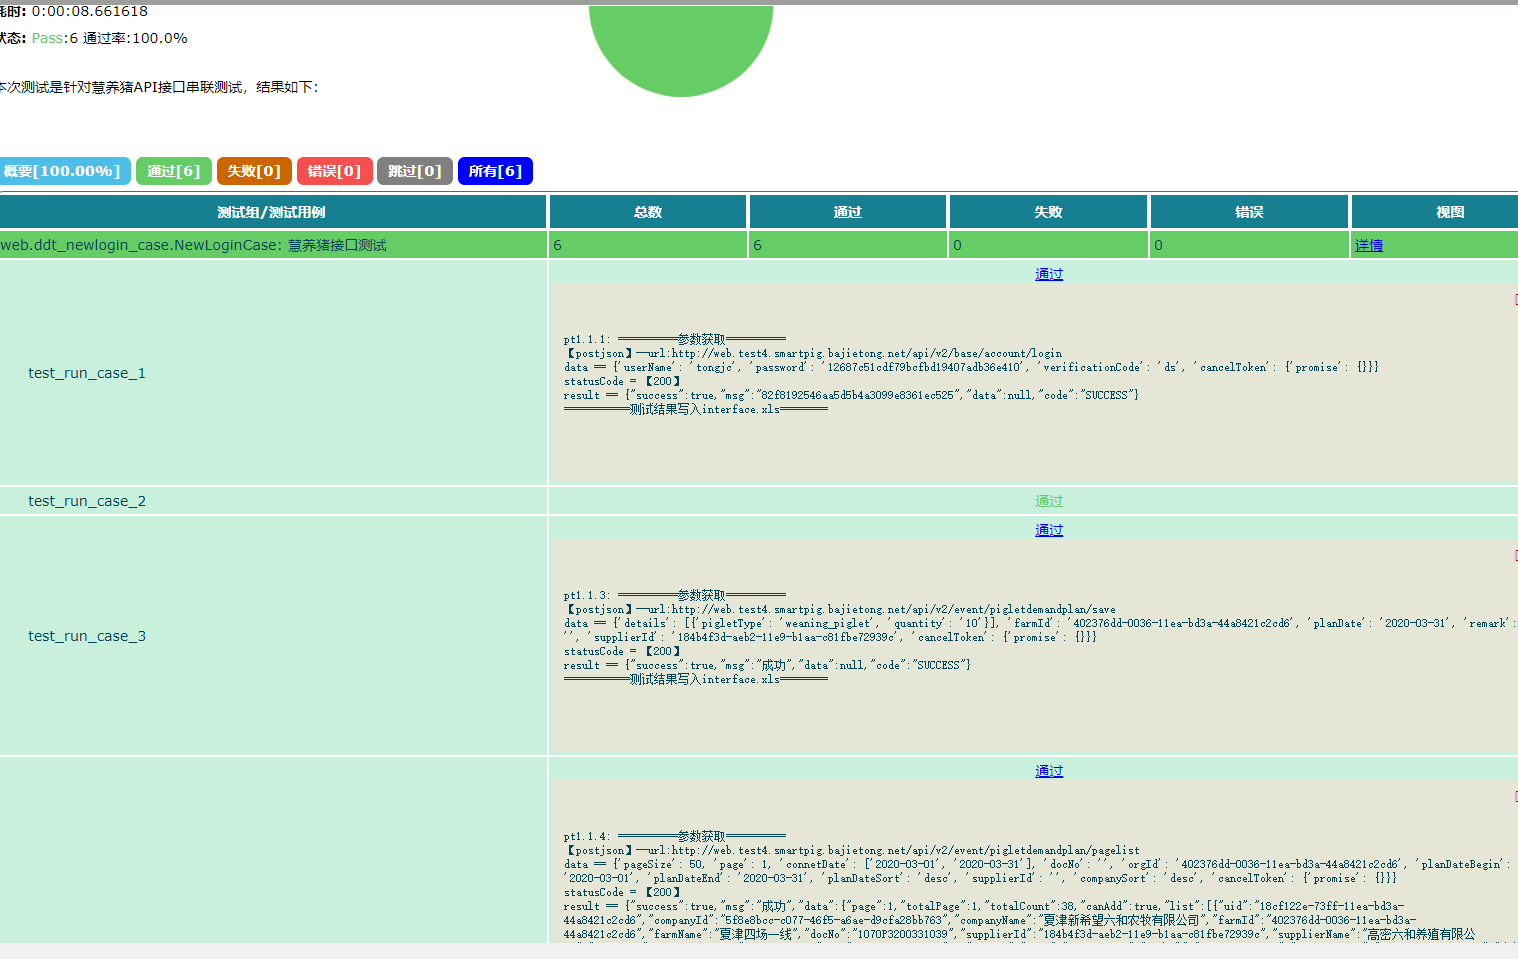 耗时: 0:00:08.661618
状态: Pass:6 通过率:100.0%
本次测试是针对慧养猪API接口串联测试，结果如下：
概要[100.00%] 通过[6] 失败[0] 错误[0] 跳过[0] 所有[6]
测试组/测试用例 总数 通过 失败 错误 视图
web.ddt_newlogin_case.NewLoginCase: 慧养猪接口测试 6 6 0 0 详情
通过
pt1.1.1: ==========参数获取==========
【postjson】--url:http://web.test4.smartpig.bajietong.net/api/v2/base/account/login
data == {'userName': 'tongjc', 'password': '12687c51cdf79bcfbd19407adb36e410', 'verificationCode': 'ds', 'cancelToken': {'promise': {}}}
test_run_case_1
statusCode = 【200】
result == {"success":true,"msg":"82f8192546aa5d5b4a3099e8361ec525","data":null,"code":"SUCCESS"}
===========测试结果写入interface.xls========
test_run_case_2 通过
通过
pt1.1.3: ==========参数获取==========
【postjson】--url:http://web.test4.smartpig.bajietong.net/api/v2/event/pigletdemandplan/save
data == {'details': [{'pigletType': 'weaning_piglet', 'quantity': '10'}], 'farmId': '402376dd-0036-11ea-bd3a-44a8421c2cd6', 'planDate': '2020-03-31', 'remark':
test_run_case_3
'', 'supplierId': '184b4f3d-aeb2-11e9-b1aa-c81fbe72939c', 'cancelToken': {'promise': {}}}
statusCode = 【200】
result == {"success":true,"msg":"成功","data":null,"code":"SUCCESS"}
===========测试结果写入interface.xls========
通过
pt1.1.4: ==========参数获取==========
【postjson】--url:http://web.test4.smartpig.bajietong.net/api/v2/event/pigletdemandplan/pagelist
data == {'pageSize': 50, 'page': 1, 'connetDate': ['2020-03-01', '2020-03-31'], 'docNo': '', 'orgId': '402376dd-0036-11ea-bd3a-44a8421c2cd6', 'planDateBegin':
'2020-03-01', 'planDateEnd': '2020-03-31', 'planDateSort': 'desc', 'supplierId': '', 'companySort': 'desc', 'cancelToken': {'promise': {}}}
statusCode = 【200】
result == {"success":true,"msg":"成功","data":{"page":1,"totalPage":1,"totalCount":38,"canAdd":true,"list":[{"uid":"18cf122e-73ff-11ea-bd3a-
44a8421c2cd6","companyId":"5f8e8bcc-c077-46f5-a6ae-d9cfa28bb763","companyName":"夏津新希望六和农牧有限公司","farmId":"402376dd-0036-11ea-bd3a-
44a8421c2cd6","farmName":"夏津四场一线","docNo":"1070P3200331039","supplierId":"184b4f3d-aeb2-11e9-b1aa-c81fbe72939c","supplierName":"高密六和养殖有限公